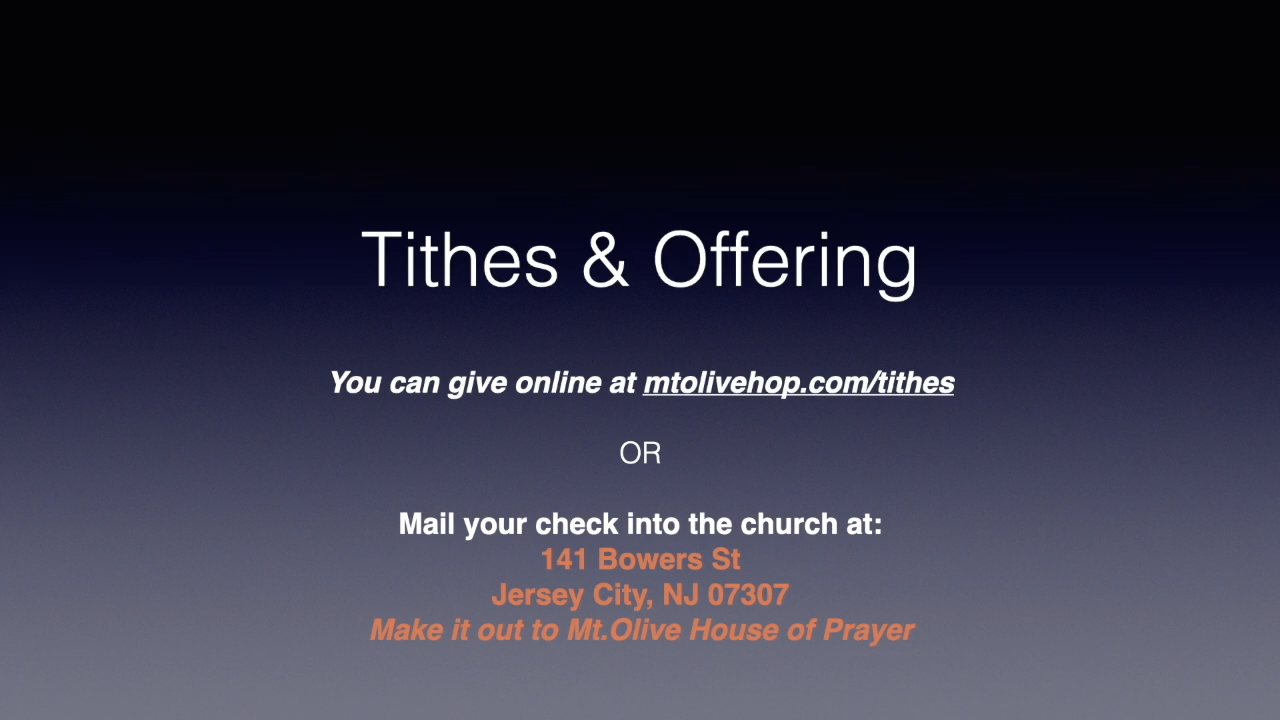 Tithes & Offering
You can give online at mtolivehop.com/tithes
OR
Mail your check into the church at:
141 Bowers St
Jersey City, NJ 07307
Make it out to Mt.Olive House of Prayer